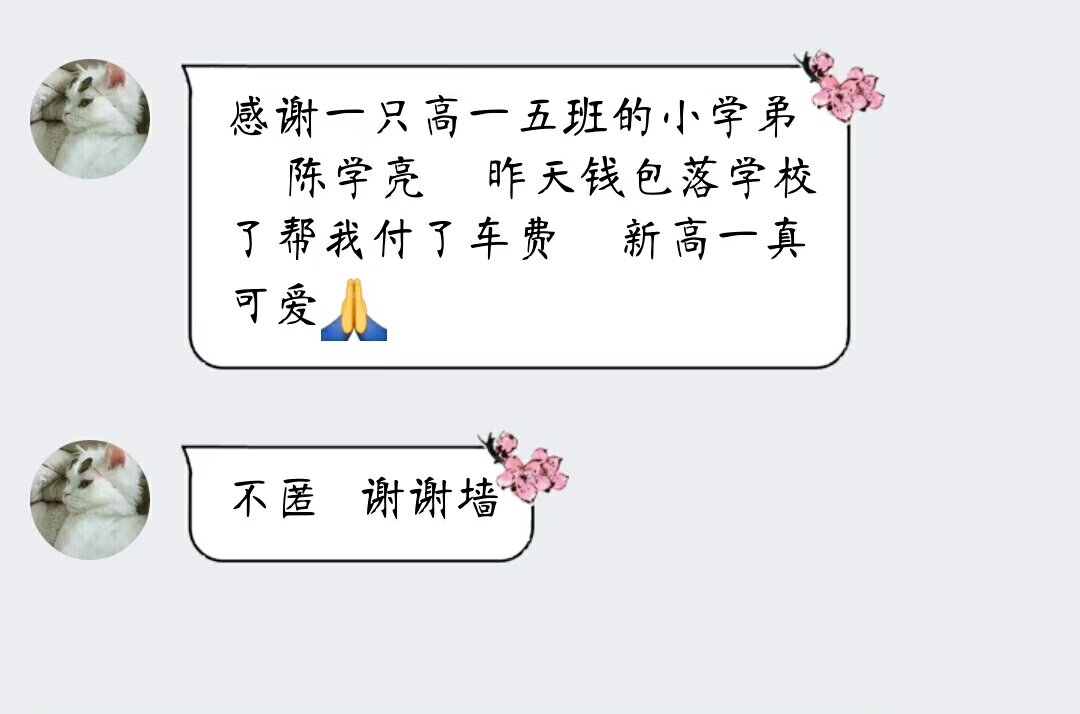 感谢一只高一五班的小学弟
陈学亮 昨天钱包落学校
了帮我付了车费 新高一真
可爱🙏
不匿 谢谢墙